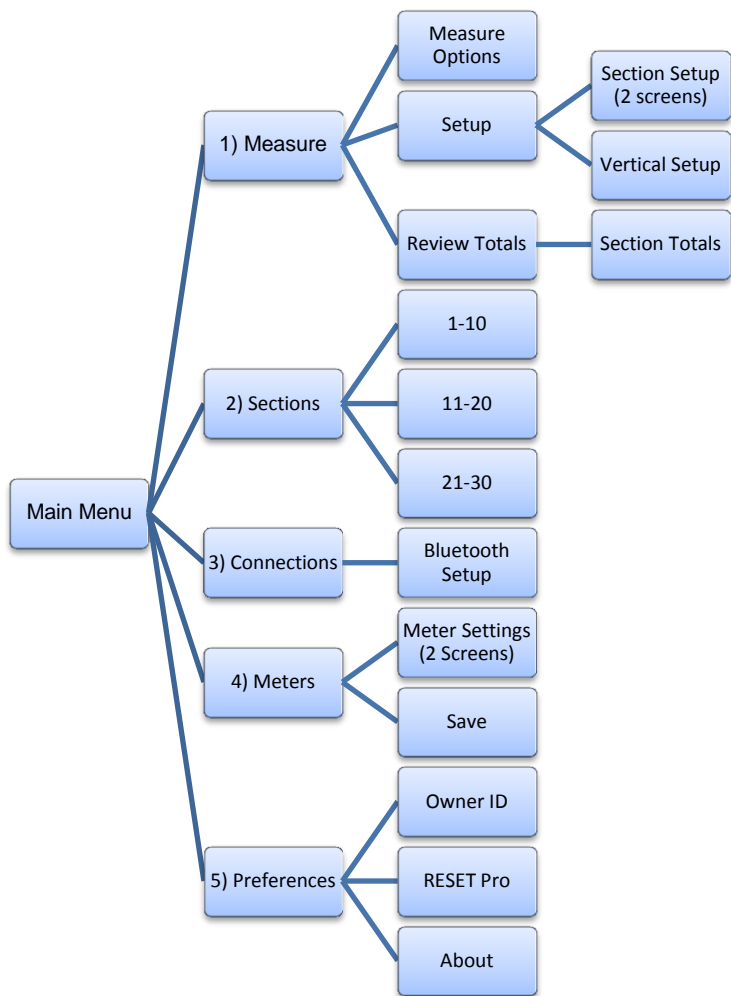 Main Menu
1) Measure
Measure
Options
Setup
Section Setup
(2 screens)
Vertical Setup
Review Totals
Section Totals
2) Sections
1-10
11-20
21-30
3) Connections
Bluetooth
Setup
4) Meters
Meter Settings
(2 Screens)
Save
5) Preferences
Owner ID
RESET Pro
About